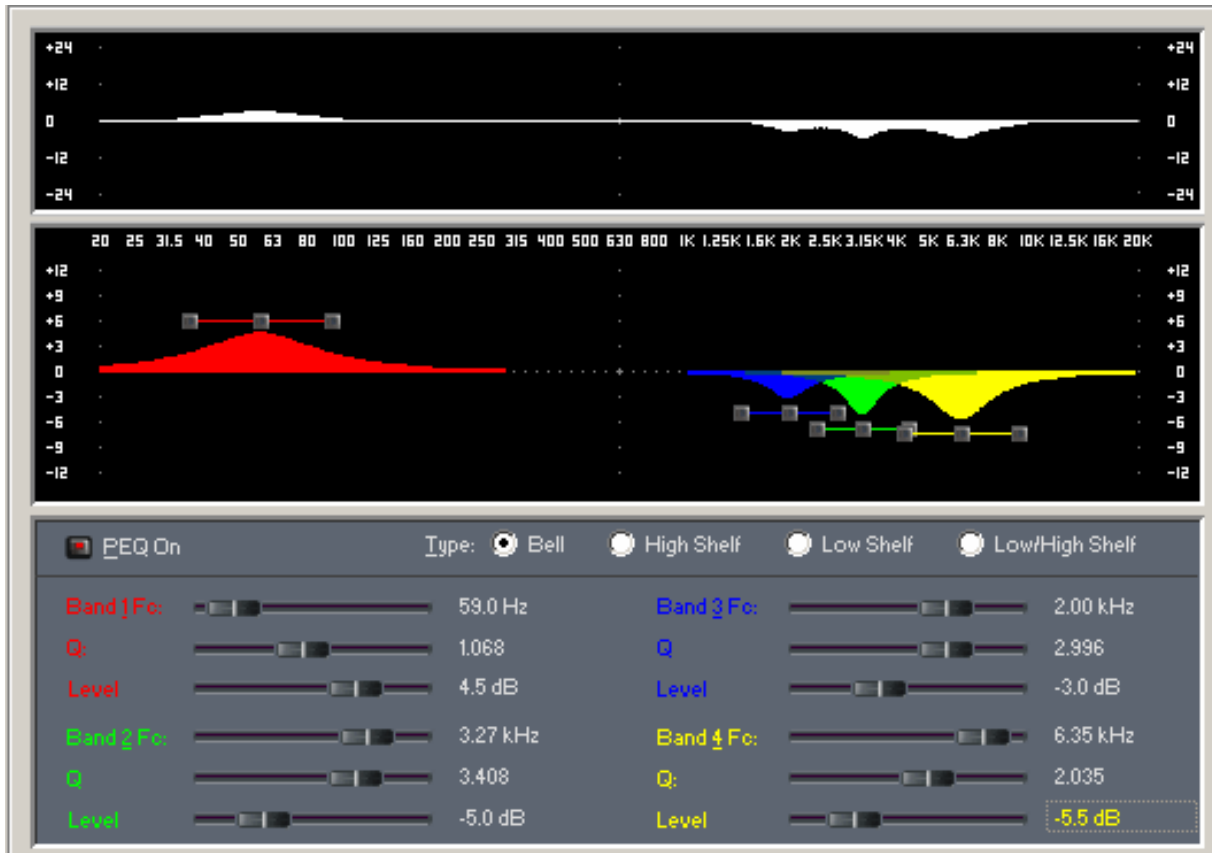 +24 +24
+12 +12
0 0
-12 -12
-24 -24
20 25 31.5 40 50 63 80 100 125 160 200 250 315 400 500 630 800 1K 1.25K 1.6K 2K 2.5K 3.15K 4K 5K 6.3K 8K 10K 12.5K 16K 20K
+12 +12
+9 +9
+6 +6
+3 +3
0 0
-3 -3
-6 -6
-9 -9
-12 -12
PEQ On Type: Bell High Shelf Low Shelf Low/High Shelf
Band 1 Fc: 59.0 Hz Band 3 Fc: 2.00 kHz
Q: 1.068 Q 2.996
Level 4.5 dB Level -3.0 dB
Band 2 Fc: 3.27 kHz Band 4 Fc: 6.35 kHz
Q 3.408 Q: 2.035
Level -5.0 dB Level -5.5 dB